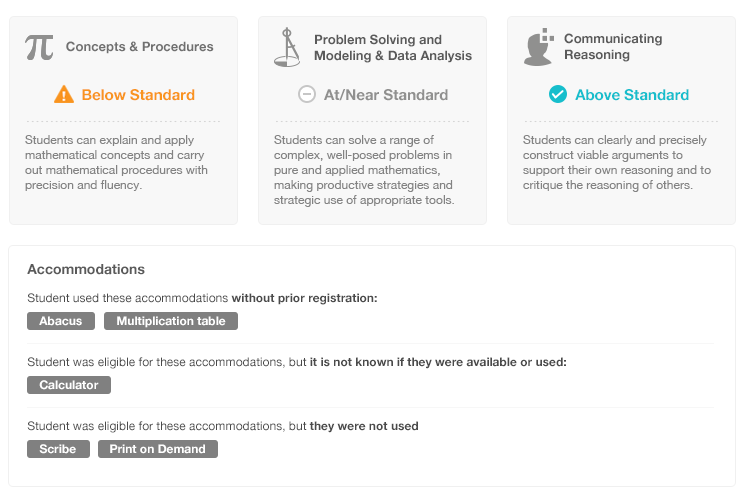 Concepts & Procedures
Below Standard
Students can explain and apply
mathematical concepts and carry
out mathematical procedures with
precision and fluency.
Problem Solving and
Modeling & Data Analysis
At/Near Standard
Students can solve a range of
complex, well-posed problems in
pure and applied mathematics,
making productive strategies and
strategic use of appropriate tools.
Communicating
Reasoning
Above Standard
Students can clearly and precisely
construct viable arguments to
support their own reasoning and to
critique the reasoning of others.
Accommodations
Student used these accommodations without prior registration:
Abacus Multiplication table
Student was eligible for these accommodations, but it is not known if they were available or used:
Calculator
Student was eligible for these accommodations, but they were not used
Scribe Print on Demand